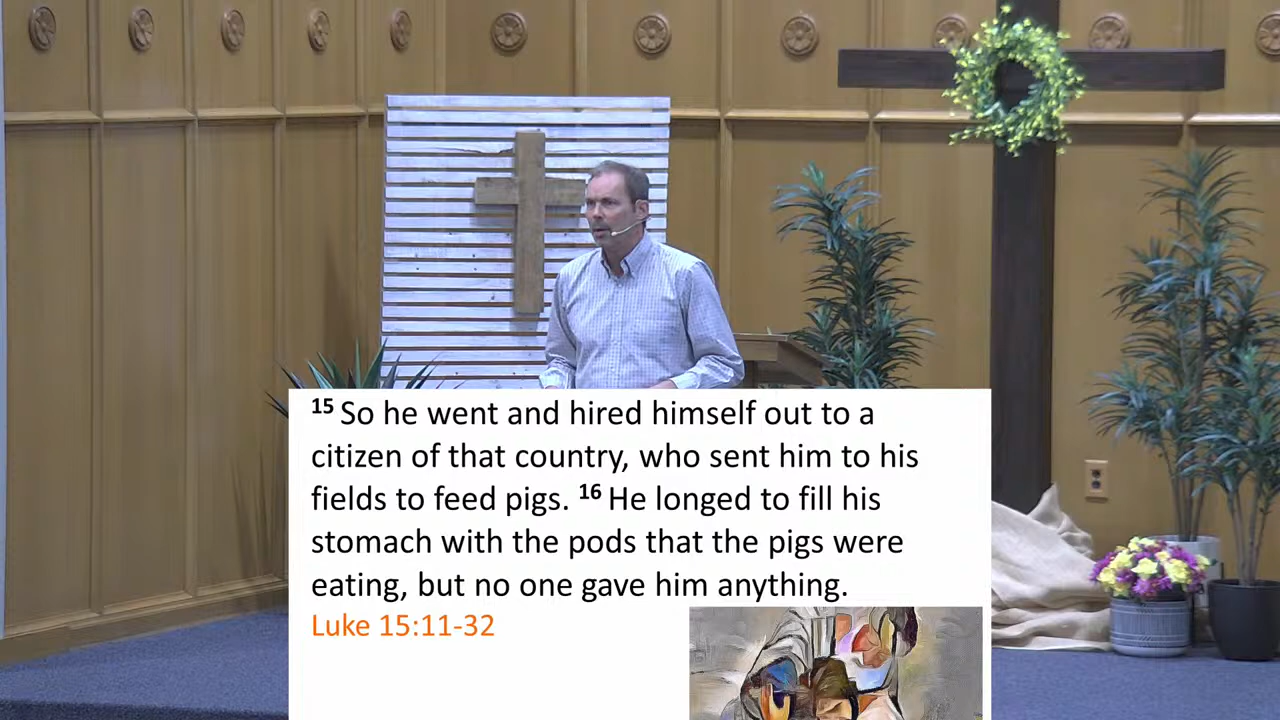 15 So he went and hired himself out to a
citizen of that country, who sent him to his
fields to feed pigs. 16 He longed to fill his
stomach with the pods that the pigs were
eating, but no one gave him anything.
Luke 15:11-32